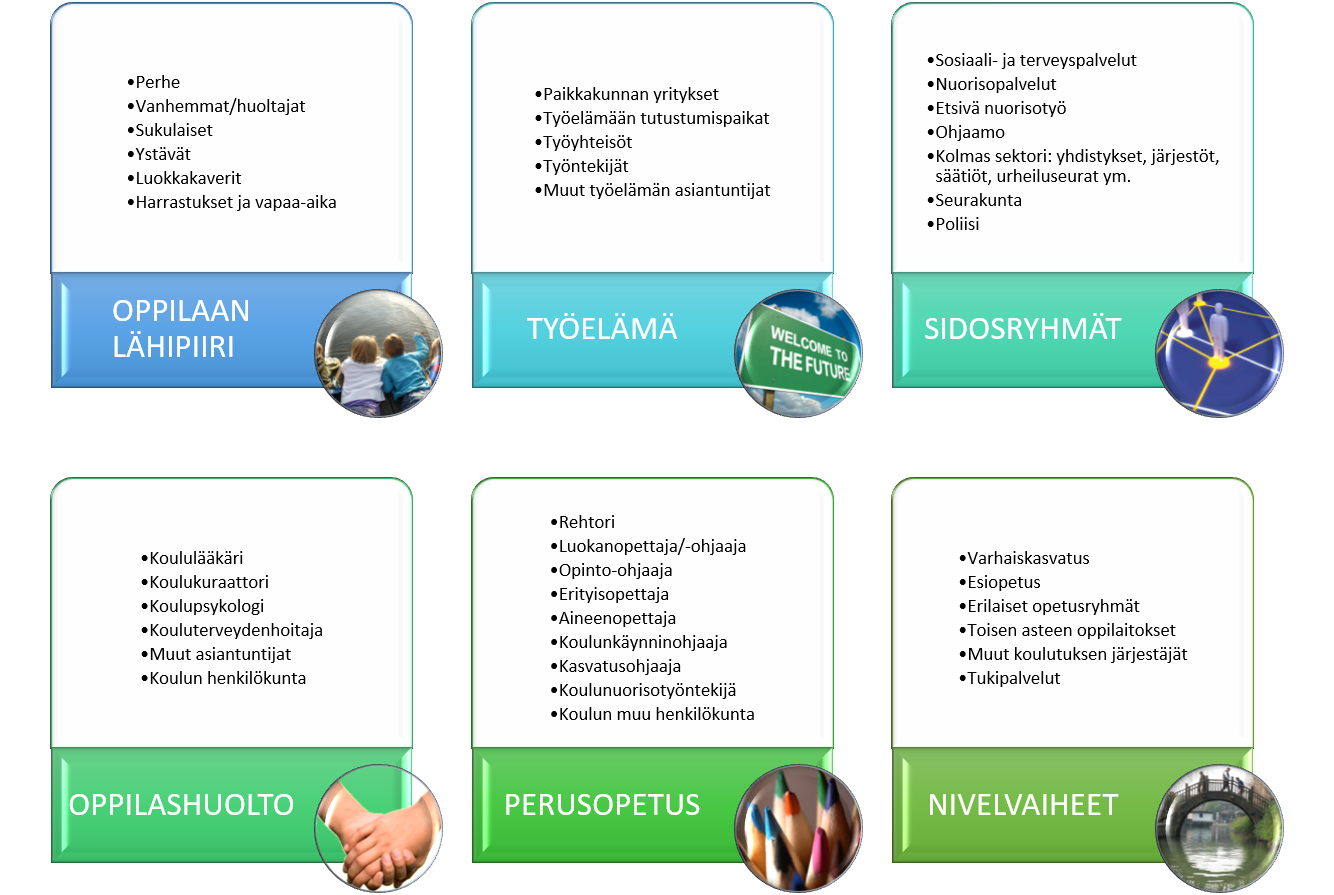 •Perhe
•Vanhemmat/huoltajat
•Sukulaiset
•Ystävät
•Luokkakaverit
•Harrastukset ja vapaa-aika
OPPILAAN
LÄHIPIIRI
•Paikkakunnan yritykset
•Työelämään tutustumispaikat
•Työyhteisöt
•Työntekijät
•Muut työelämän asiantuntijat
TYÖELÄMÄ
WELCOME TO
THE FUTURE
•Sosiaali- ja terveyspalvelut
•Nuorisopalvelut
•Etsivä nuorisotyö
•Ohjaamo
•Kolmas sektori: yhdistykset, järjestöt,
säätiöt, urheiluseurat ym.
•Seurakunta
•Poliisi
SIDOSRYHMÄT
•Koululääkäri
•Koulukuraattori
•Koulupsykologi
•Kouluterveydenhoitaja
•Muut asiantuntijat
•Koulun henkilökunta
OPPILASHUOLTO
•Rehtori
•Luokanopettaja/-ohjaaja
•Opinto-ohjaaja
•Erityisopettaja
•Aineenopettaja
•Koulunkäynninohjaaja
•Kasvatusohjaaja
•Koulunuorisotyöntekijä
•Koulun muu henkilökunta
PERUSOPETUS
•Varhaiskasvatus
•Esiopetus
•Erilaiset opetusryhmät
•Toisen asteen oppilaitokset
•Muut koulutuksen järjestäjät
•Tukipalvelut
NIVELVAIHEET